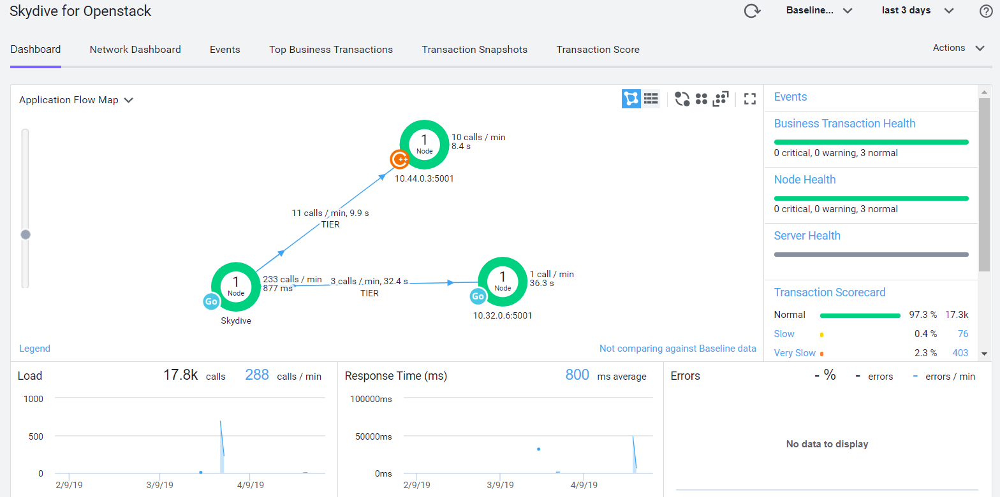 Skydive for Openstack
Baseline...
last 3 days
?
Dashboard
Network Dashboard
Events
Top Business Transactions
Transaction Snapshots
Transaction Score
Actions
Application Flow Map
1
Node
10 calls / min
8.4 s
C++
10.44.0.3:5001
11 calls / min, 9.9 s
TIER
1
Node
233 calls / min
877 ms
Go
Skydive
3 calls / min, 32.4 s
TIER
1
Node
1 call / min
36.3 s
Go
10.32.0.6:5001
Legend
Not comparing against Baseline data
Events
Business Transaction Health
0 critical, 0 warning, 3 normal
Node Health
0 critical, 0 warning, 3 normal
Server Health
Transaction Scorecard
Normal 97.3 % 17.3k
Slow 0.4 % 76
Very Slow 2.3 % 403
Load 17.8k calls 288 calls / min
1000
500
0
2/9/19 3/9/19 4/9/19
Response Time (ms) 800 ms average
100000ms
50000ms
0ms
2/9/19 3/9/19 4/9/19
Errors - % - errors - errors / min
No data to display